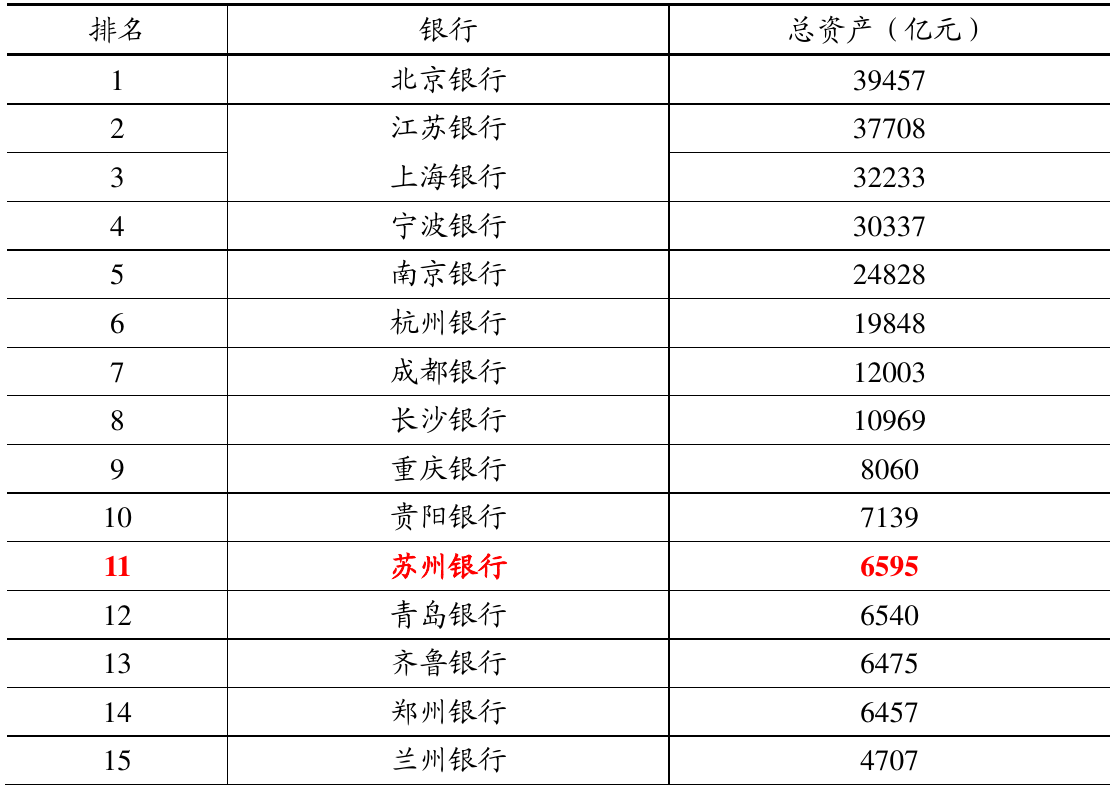 排名 银行 总资产（亿元）
1 北京银行 39457
2 江苏银行 37708
3 上海银行 32233
4 宁波银行 30337
5 南京银行 24828
6 杭州银行 19848
7 成都银行 12003
8 长沙银行 10969
9 重庆银行 8060
10 贵阳银行 7139
11 苏州银行 6595
12 青岛银行 6540
13 齐鲁银行 6475
14 郑州银行 6457
15 兰州银行 4707